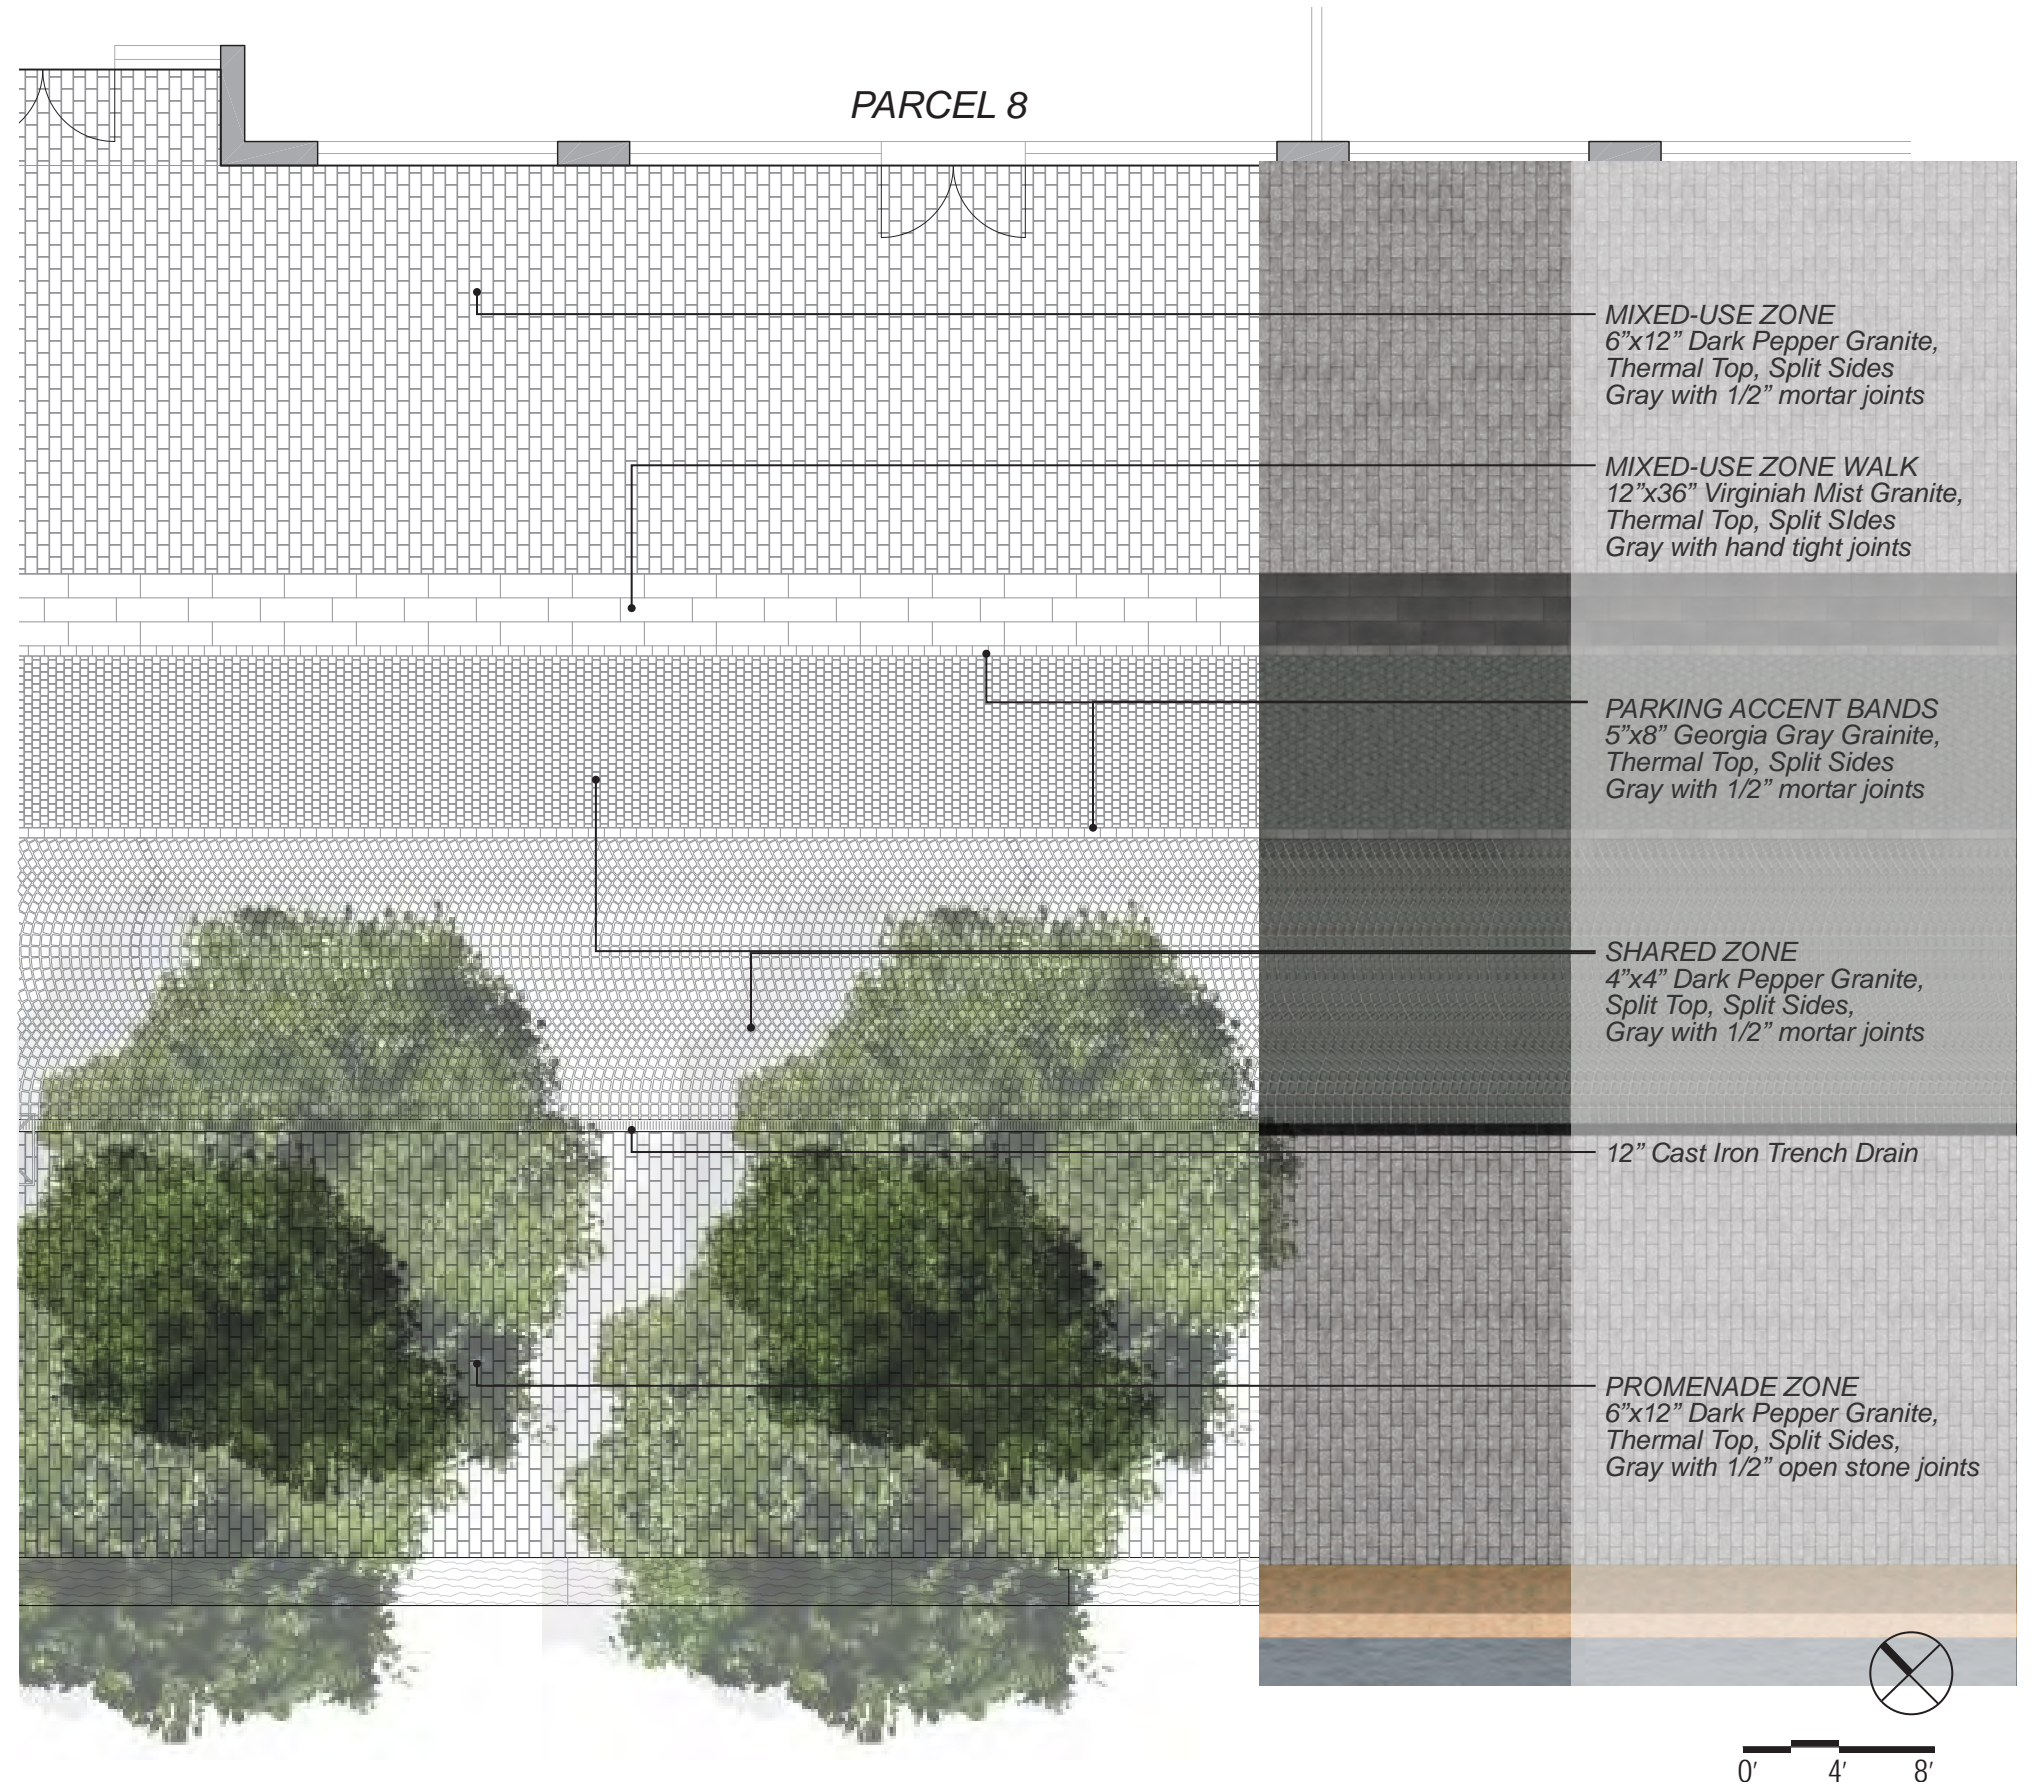 PARCEL 8
MIXED-USE ZONE
6”x12” Dark Pepper Granite,
Thermal Top, Split Sides
Gray with 1/2” mortar joints
MIXED-USE ZONE WALK
12”x36” Virginiah Mist Granite,
Thermal Top, Split SIdes
Gray with hand tight joints
PARKING ACCENT BANDS
5”x8” Georgia Gray Grainite,
Thermal Top, Split Sides
Gray with 1/2” mortar joints
SHARED ZONE
4”x4” Dark Pepper Granite,
Split Top, Split Sides,
Gray with 1/2” mortar joints
12” Cast Iron Trench Drain
PROMENADE ZONE
6”x12” Dark Pepper Granite,
Thermal Top, Split Sides,
Gray with 1/2” open stone joints
0' 4' 8'